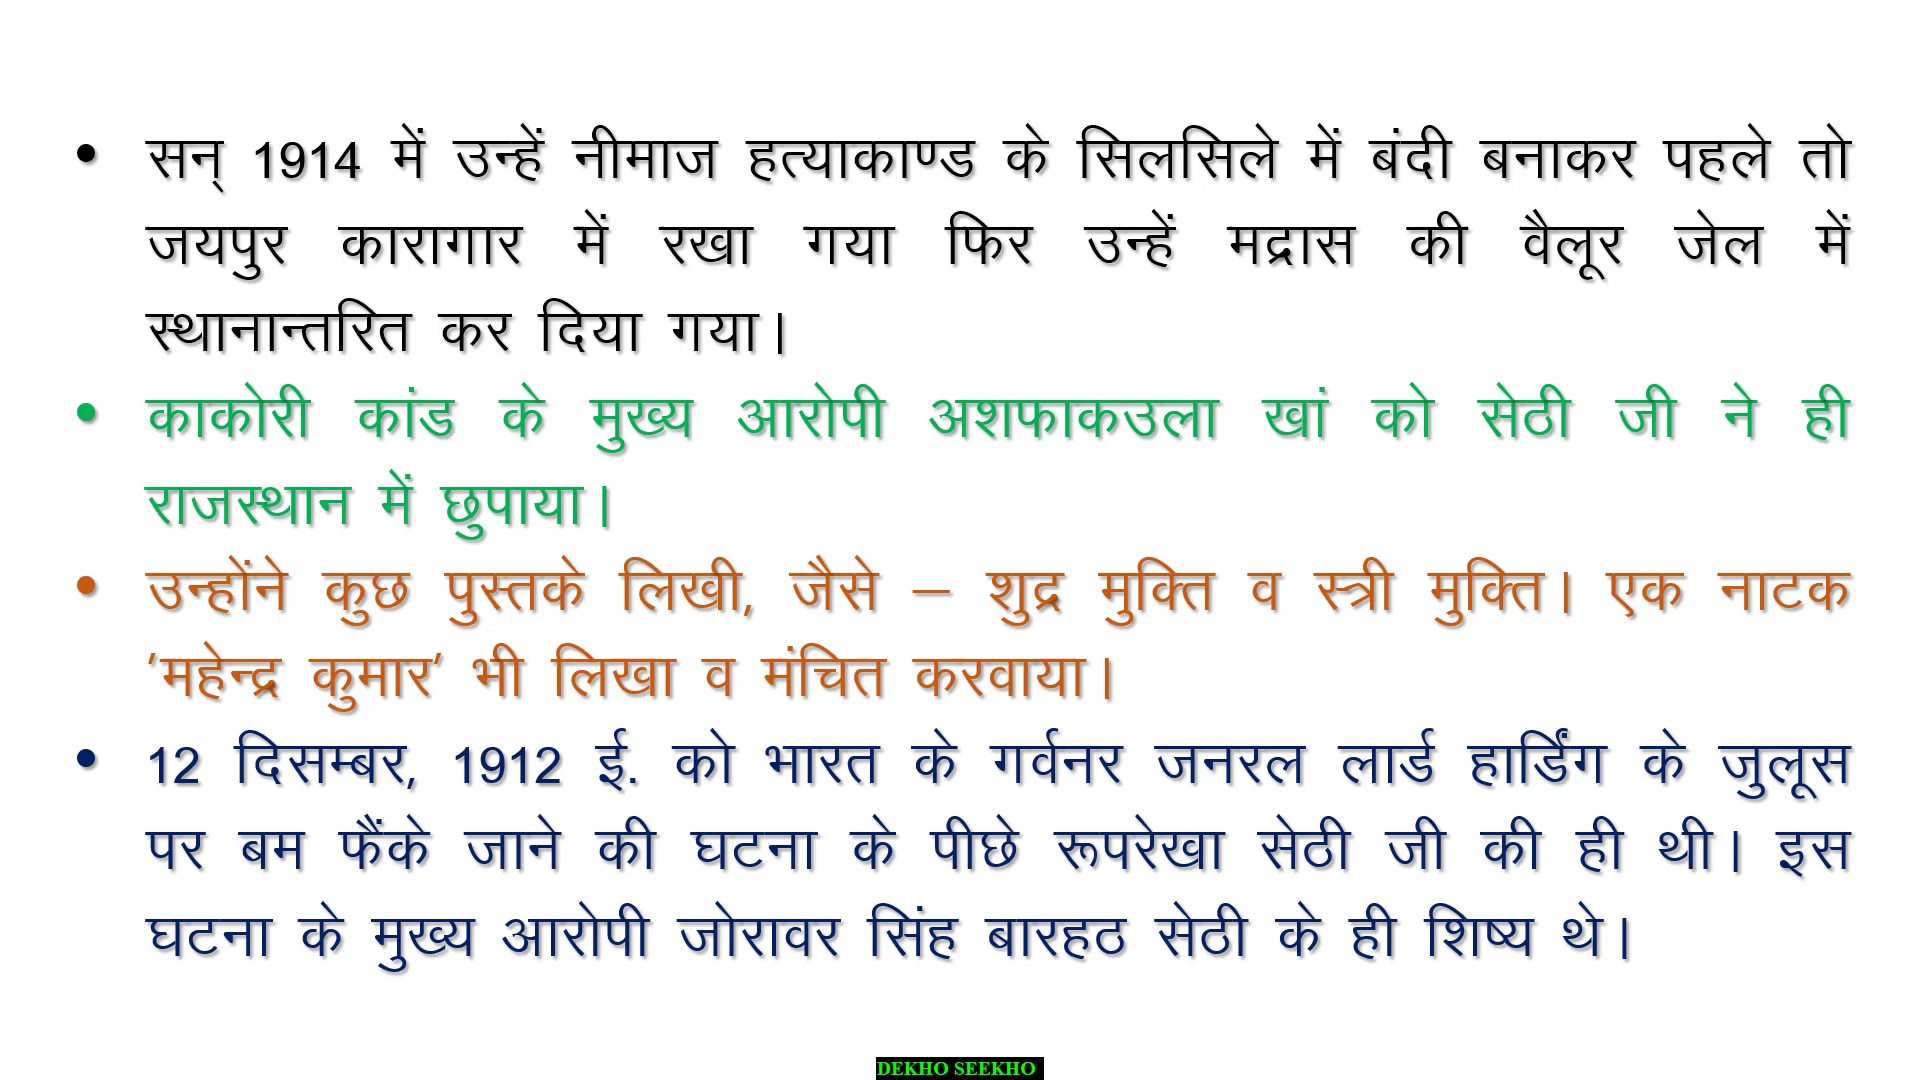 • सन् 1914 में उन्हें नीमाज हत्याकाण्ड के सिलसिले में बंदी बनाकर पहले तो
जयपुर कारागार में रखा गया फिर उन्हें मद्रास की वैलूर जेल में
स्थानान्तरित कर दिया गया।
• काकोरी कांड के मुख्य आरोपी अशफाकउला खां को सेठी जी ने ही
राजस्थान में छुपाया।
• उन्होंने कुछ पुस्तके लिखी, जैसे – शुद्र मुक्ति व स्त्री मुक्ति। एक नाटक
’महेन्द्र कुमार’ भी लिखा व मंचित करवाया।
• 12 दिसम्बर, 1912 ई. को भारत के गर्वनर जनरल लार्ड हार्डिंग के जुलूस
पर बम फैंके जाने की घटना के पीछे रूपरेखा सेठी जी की ही थी। इस
घटना के मुख्य आरोपी जोरावर सिंह बारहठ सेठी के ही शिष्य थे।
DEKHO SEEKHO